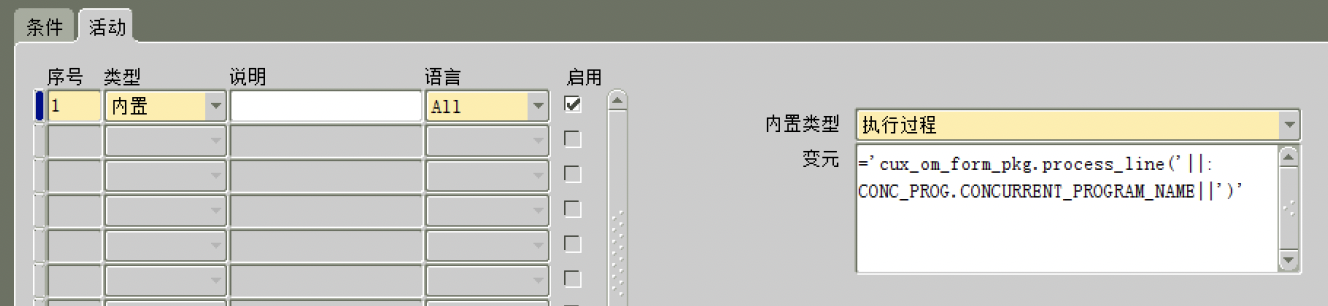 条件 活动
序号 类型 说明 语言 启用
1 内置 All
内置类型 执行过程
变元 ='cux_om_form_pkg.process_line('||:
CONC_PROG.CONCURRENT_PROGRAM_NAME||')'